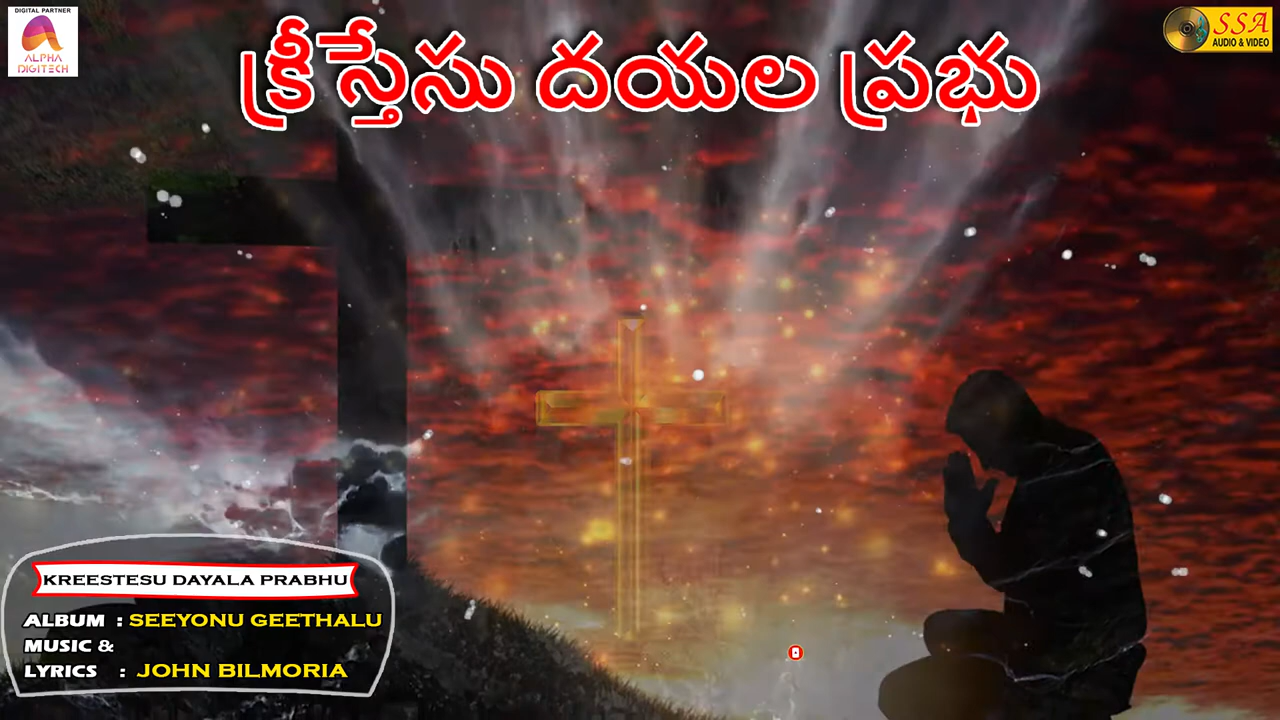 DIGITAL PARTNER
ALPHA
DIGITECH
SSA
AUDIO & VIDEO
క్రీస్తేసు దయల ప్రభు
KREESTESU DAYALA PRABHU
ALBUM : SEEYONU GEETHALU
MUSIC &
LYRICS : JOHN BILMORIA